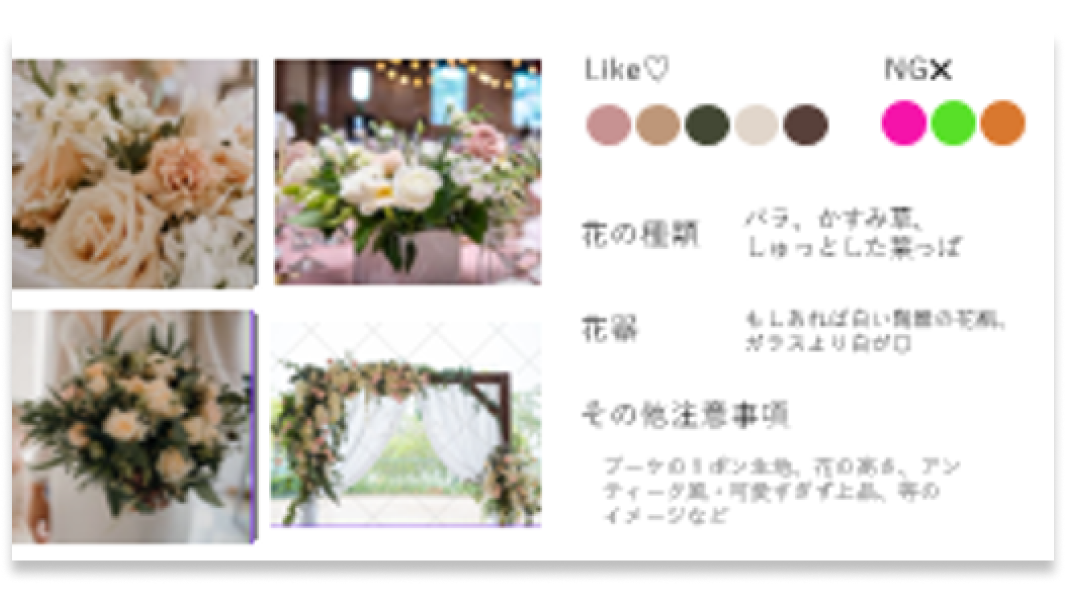 Like♡
NG×
花の種類
バラ、かすみ草、
しゅっとした葉っぱ
花器
もしあれば白い陶器の花瓶、
ガラスより白が□
その他注意事項
ブーケのリボン生地、花の高さ、アン
ティーク風・可愛すぎず上品、等の
イメージなど